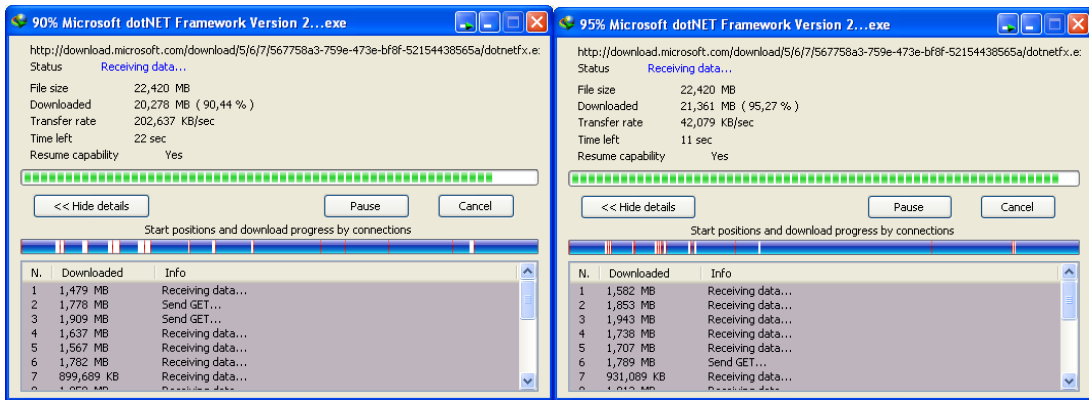 90% Microsoft dotNET Framework Version 2...exe
http://download.microsoft.com/download/5/6/7/567758a3-759e-473e-bf8f-52154438565a/dotnetfx.e
Status Receiving data...
File size 22,420 MB
Downloaded 20,278 MB ( 90,44 % )
Transfer rate 202,637 KB/sec
Time left 22 sec
Resume capability Yes
<< Hide details Pause Cancel
Start positions and download progress by connections
N. Downloaded Info
1 1,479 MB Receiving data...
2 1,778 MB Send GET...
3 1,909 MB Send GET...
4 1,637 MB Receiving data...
5 1,567 MB Receiving data...
6 1,782 MB Receiving data...
7 899,689 KB Receiving data...
95% Microsoft dotNET Framework Version 2...exe
http://download.microsoft.com/download/5/6/7/567758a3-759e-473e-bf8f-52154438565a/dotnetfx.e
Status Receiving data...
File size 22,420 MB
Downloaded 21,361 MB ( 95,27 % )
Transfer rate 42,079 KB/sec
Time left 11 sec
Resume capability Yes
<< Hide details Pause Cancel
Start positions and download progress by connections
N. Downloaded Info
1 1,582 MB Receiving data...
2 1,853 MB Receiving data...
3 1,943 MB Receiving data...
4 1,738 MB Receiving data...
5 1,707 MB Receiving data...
6 1,789 MB Send GET...
7 931,089 KB Receiving data...